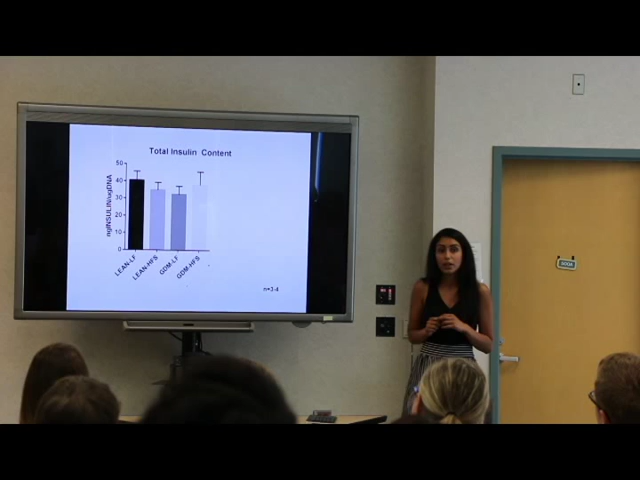 Total Insulin Content
ngINSULIN/ugDNA
50
40
30
20
10
0
LEAN-LF
LEAN-HFS
GDM-LF
GDM-HFS
n=3-4